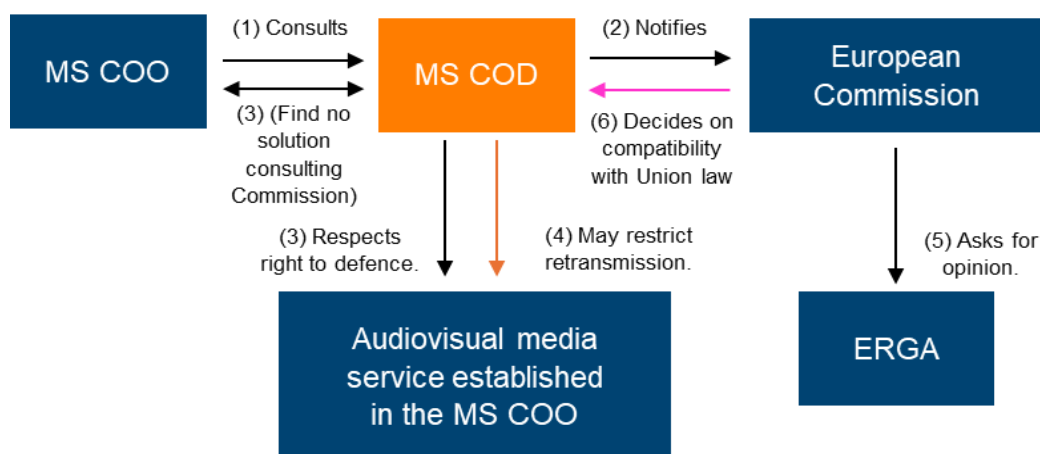 (1) Consults
MS COO
MS COD
(2) Notifies
European
Commission
(3) (Find no
solution
consulting
Commission)
(6) Decides on
compatibility
with Union law
(3) Respects
right to defence.
(4) May restrict
retransmission.
(5) Asks for
opinion.
Audiovisual media
service established
in the MS COO
ERGA